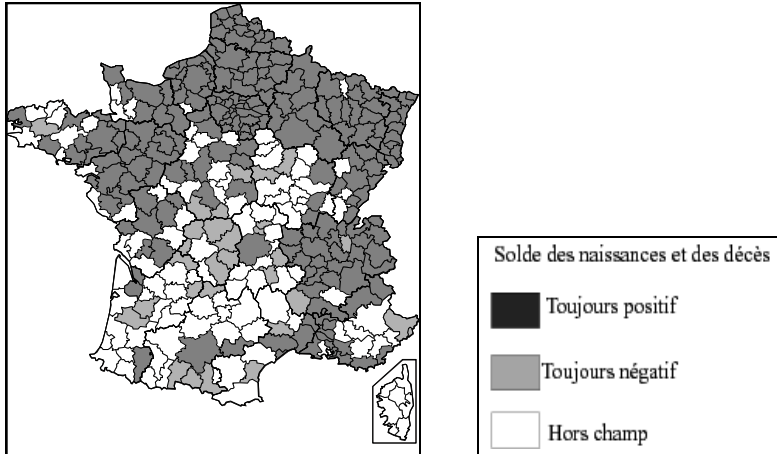 Solde des naissances et des décès
Toujours positif
Toujours négatif
Hors champ